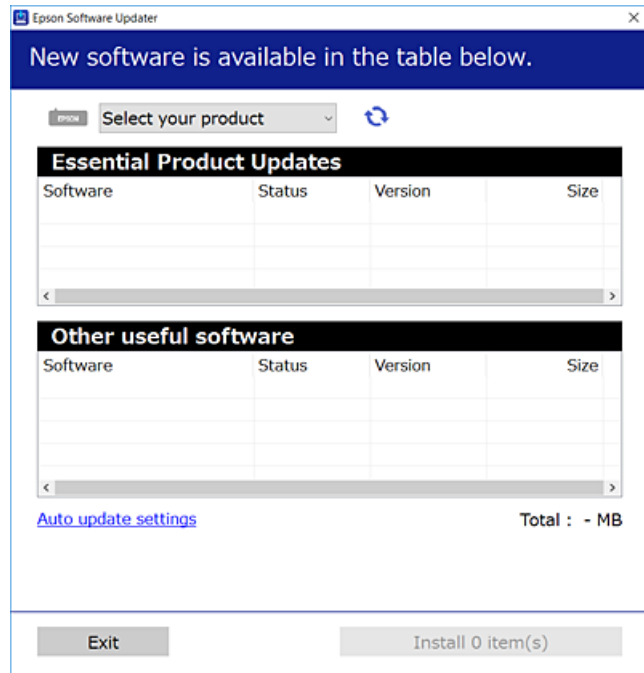 Epson Software Updater
New software is available in the table below.
EPSON Select your product
Essential Product Updates
Software Status Version Size
Other useful software
Software Status Version Size
Auto update settings Total : - MB
Exit Install 0 item(s)